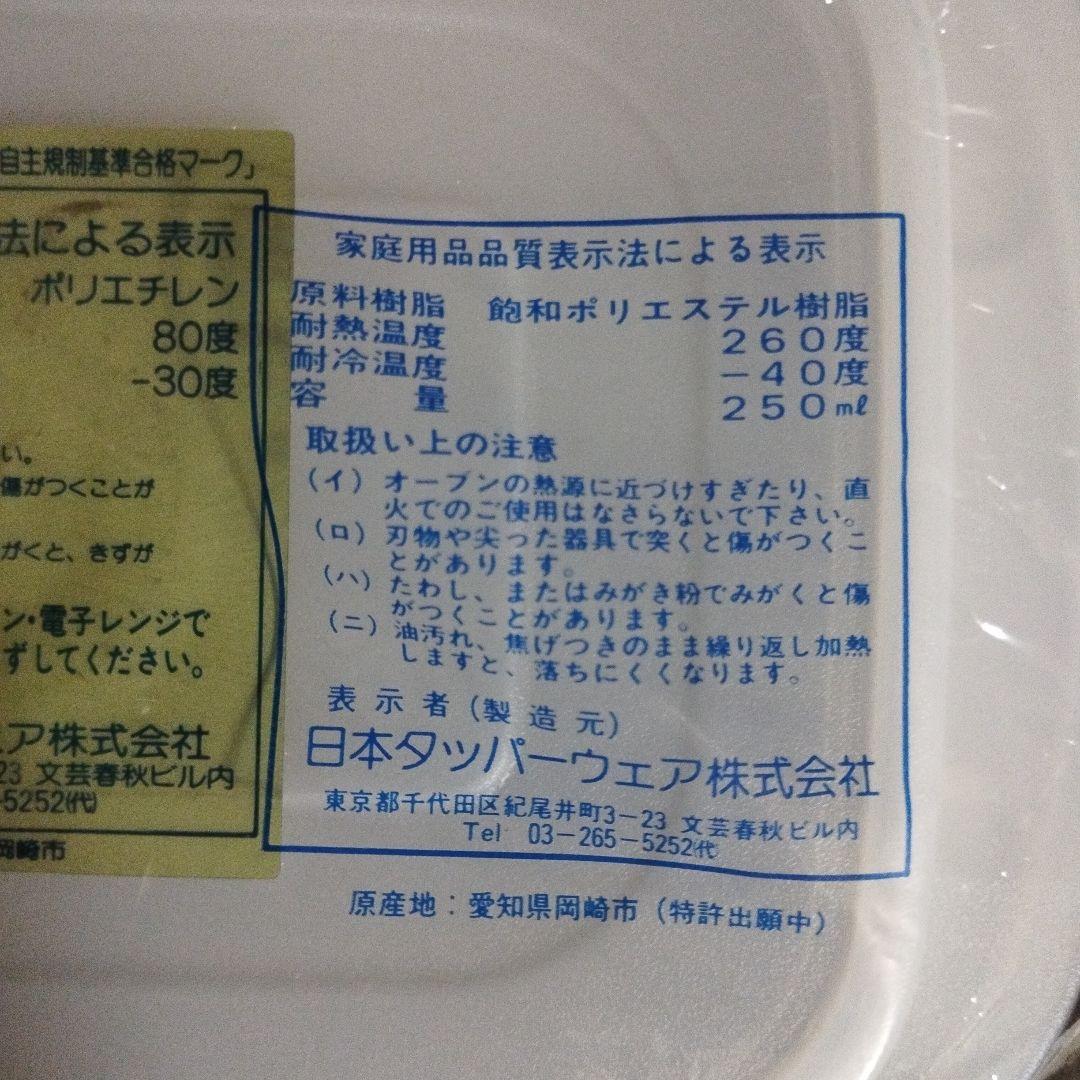 自主規制基準合格マーク」
法による表示
ポリエチレン
80度
-30度
い。
傷がつくことが
がくと、きずが
ン・電子レンジで
ずしてください。
ェア株式会社
23 文芸春秋ビル内
-5252(代)
岡崎市
家庭用品品質表示法による表示
原料樹脂 飽和ポリエステル樹脂
耐熱温度 260度
耐冷温度 -40度
容量 250ml
取扱い上の注意
(イ) オーブンの熱源に近づけすぎたり、直
火でのご使用はなさらないで下さい。
(ロ) 刃物や尖った器具で突くと傷がつくこ
とがあります。
(ハ) たわし、またはみがき粉でみがくと傷
がつくことがあります。
(ニ) 油汚れ、焦げつきのまま繰り返し加熱
しますと、落ちにくくなります。
表示者(製造元)
日本タッパーウェア株式会社
東京都千代田区紀尾井町3-23 文芸春秋ビル内
Tel 03-265-5252(代)
原産地:愛知県岡崎市(特許出願中)